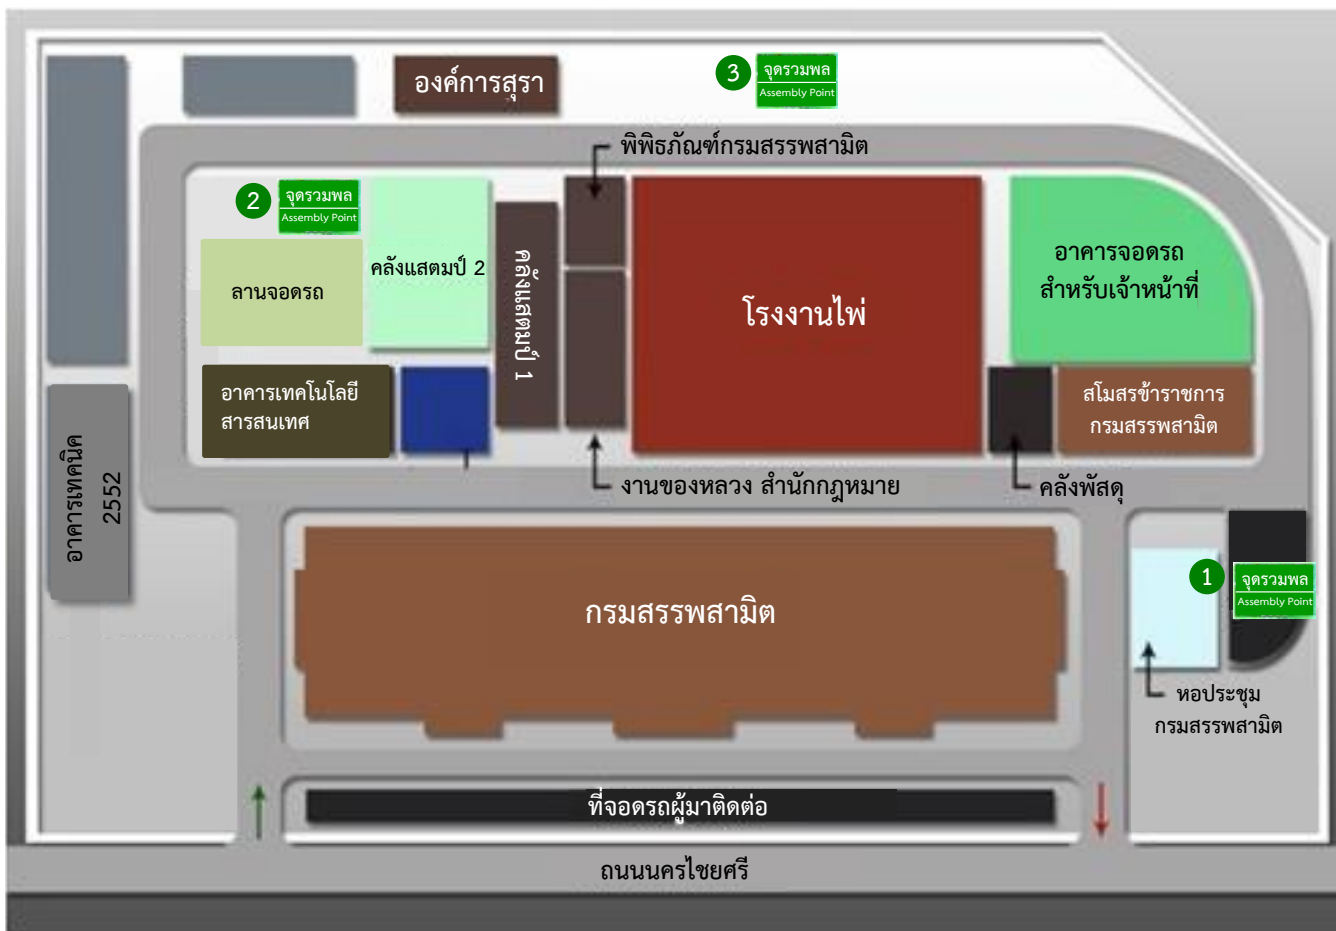 องค์การสุรา
3
จุดรวมพล
Assembly Point
พิพิธภัณฑ์กรมสรรพสามิต
2
จุดรวมพล
Assembly Point
คลังแสตมป์ 2
ลานจอดรถ
คลังแสตมป์ 1
โรงงานไพ่
อาคารจอดรถ
สำหรับเจ้าหน้าที่
อาคารเทคโนโลยี
สารสนเทศ
สโมสรข้าราชการ
กรมสรรพสามิต
อาคารเทคนิค
2552
งานของหลวง สำนักกฎหมาย
คลังพัสดุ
กรมสรรพสามิต
1
จุดรวมพล
Assembly Point
หอประชุม
กรมสรรพสามิต
ที่จอดรถผู้มาติดต่อ
ถนนนครไชยศรี